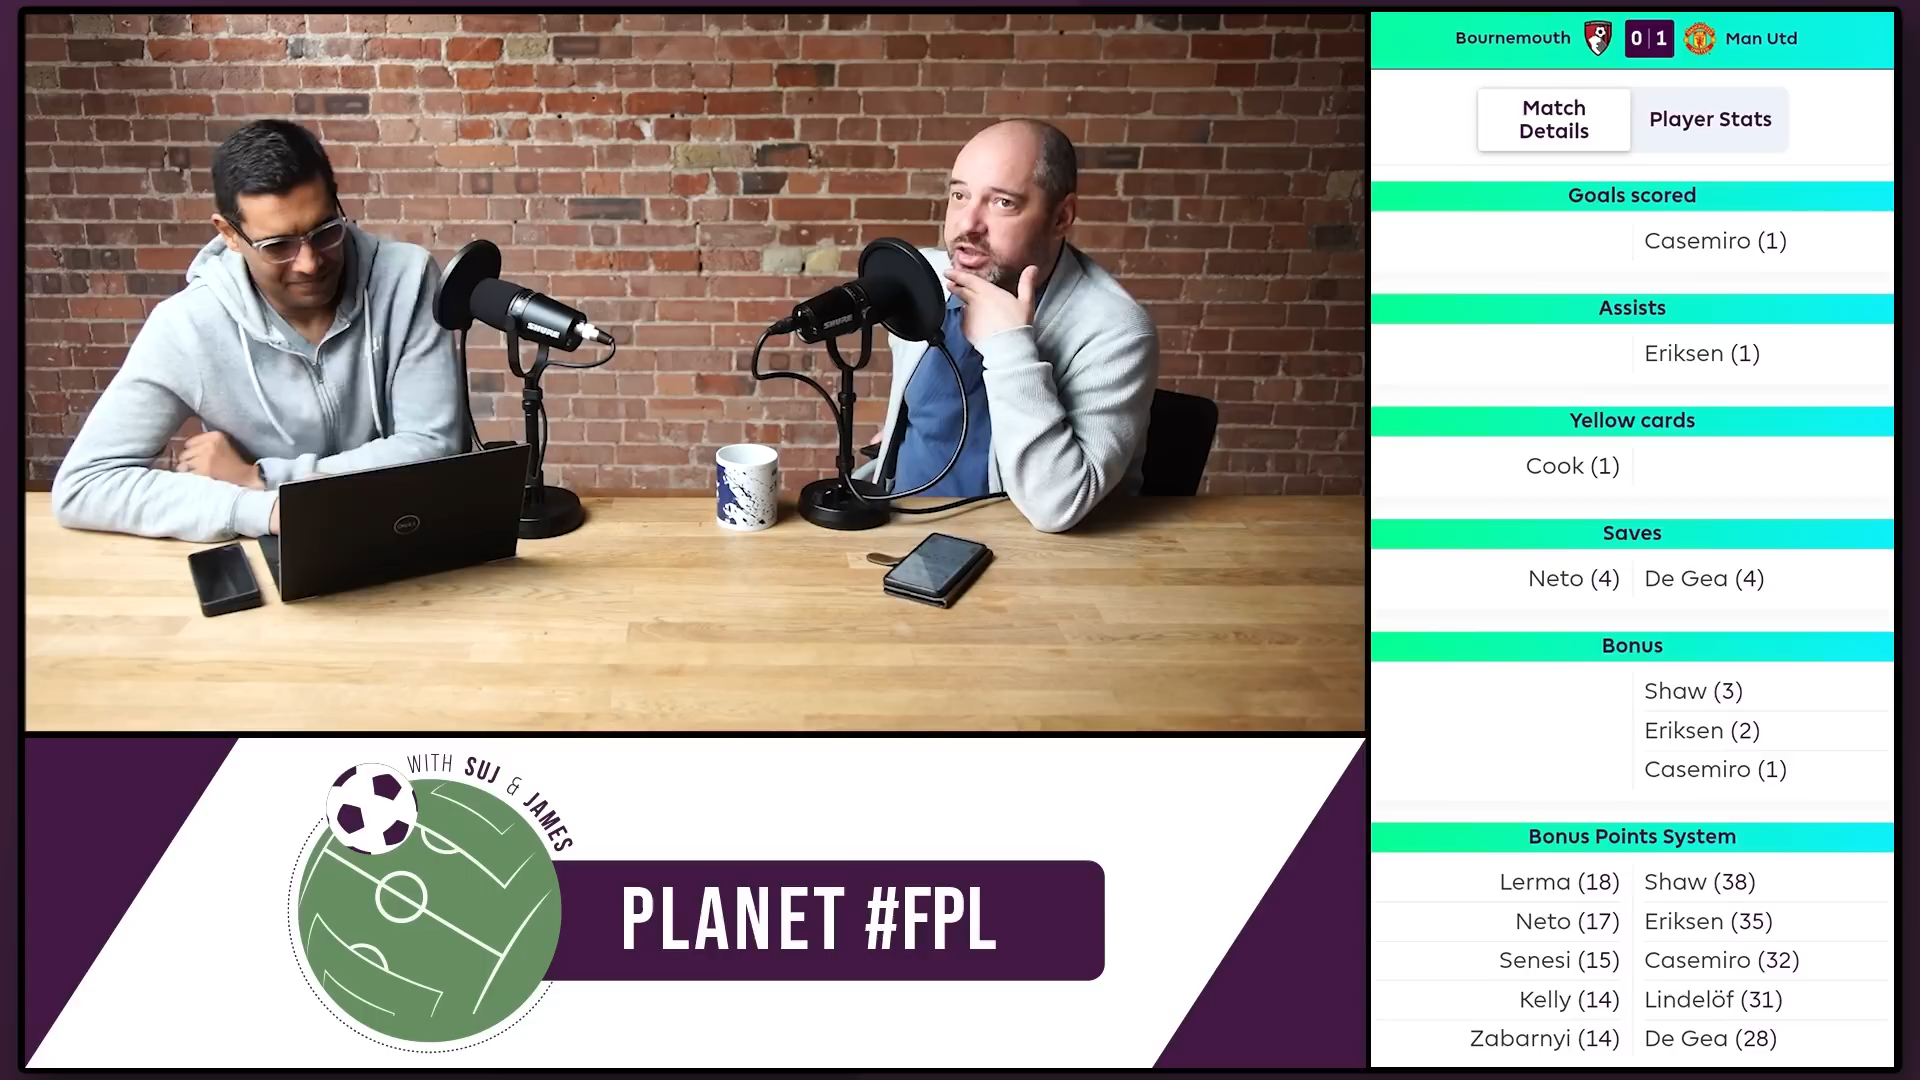 SHURE
SHURE
DELL
WITH SUJ & JAMES
PLANET #FPL
Bournemouth 0 | 1 Man Utd
Match Details
Player Stats
Goals scored
Casemiro (1)
Assists
Eriksen (1)
Yellow cards
Cook (1)
Saves
Neto (4) De Gea (4)
Bonus
Shaw (3)
Eriksen (2)
Casemiro (1)
Bonus Points System
Lerma (18) Shaw (38)
Neto (17) Eriksen (35)
Senesi (15) Casemiro (32)
Kelly (14) Lindelöf (31)
Zabarnyi (14) De Gea (28)